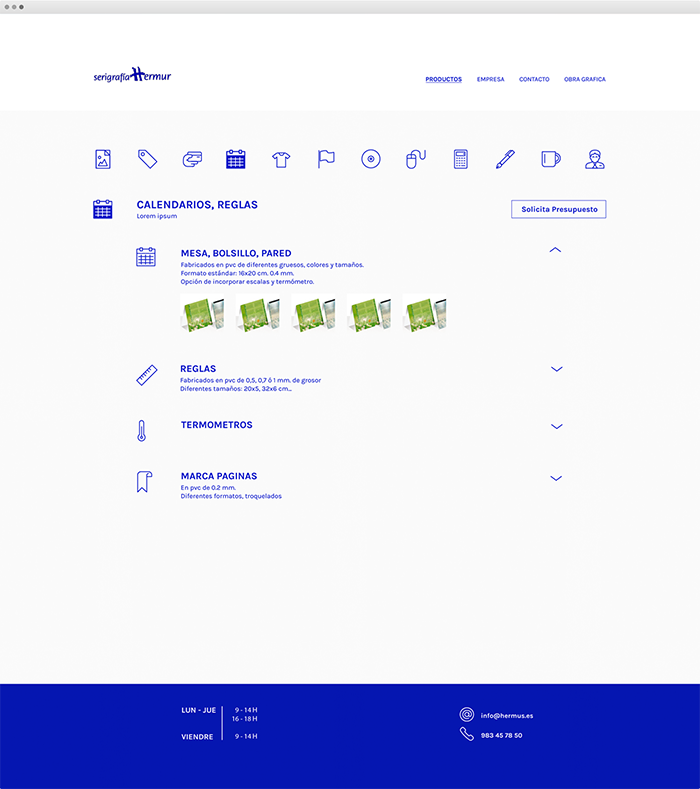 serigrafía Hermur
PRODUCTOS EMPRESA CONTACTO OBRA GRAFICA
CALENDARIOS, REGLAS
Lorem ipsum
Solicita Presupuesto
MESA, BOLSILLO, PARED
Fabricados en pvc de diferentes gruesos, colores y tamaños.
Formato estándar: 16x20 cm. 0.4 mm.
Opción de incorporar escalas y termómetro.
REGLAS
Fabricados en pvc de 0,5, 0,7 ó 1 mm. de grosor
Diferentes tamaños: 20x5, 32x6 cm...
TERMOMETROS
MARCA PAGINAS
En pvc de 0.2 mm.
Diferentes formatos, troquelados
LUN - JUE 9 - 14 H
16 - 18 H
VIENDRE 9 - 14 H
info@hermus.es
983 45 78 50